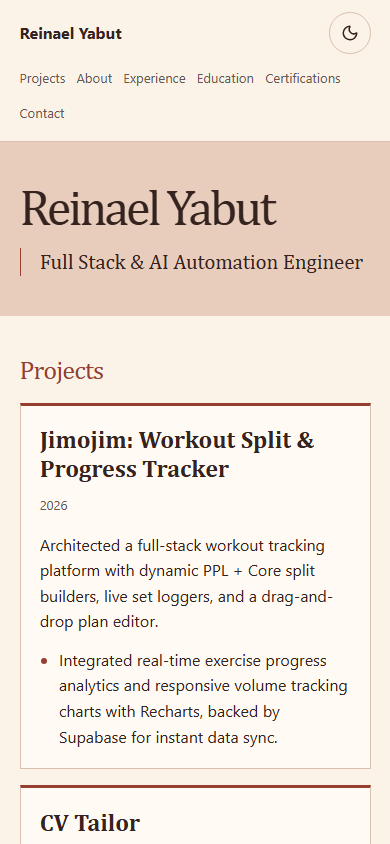 Reinael Yabut
Projects About Experience Education Certifications
Contact
Reinael Yabut
Full Stack & AI Automation Engineer
Projects
Jimojim: Workout Split &
Progress Tracker
2026
Architected a full-stack workout tracking
platform with dynamic PPL + Core split
builders, live set loggers, and a drag-and-
drop plan editor.
Integrated real-time exercise progress
analytics and responsive volume tracking
charts with Recharts, backed by
Supabase for instant data sync.
CV Tailor